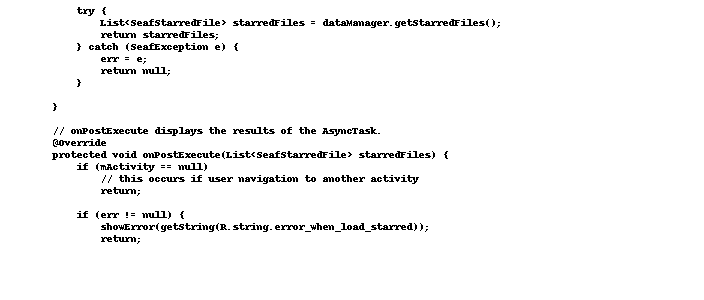 try {
List<SeafStarredFile> starredFiles = dataManager.getStarredFiles();
return starredFiles;
} catch (SeafException e) {
err = e;
return null;
}
}
// onPostExecute displays the results of the AsyncTask.
@Override
protected void onPostExecute(List<SeafStarredFile> starredFiles) {
if (mActivity == null)
// this occurs if user navigation to another activity
return;
if (err != null) {
showError(getString(R.string.error_when_load_starred));
return;